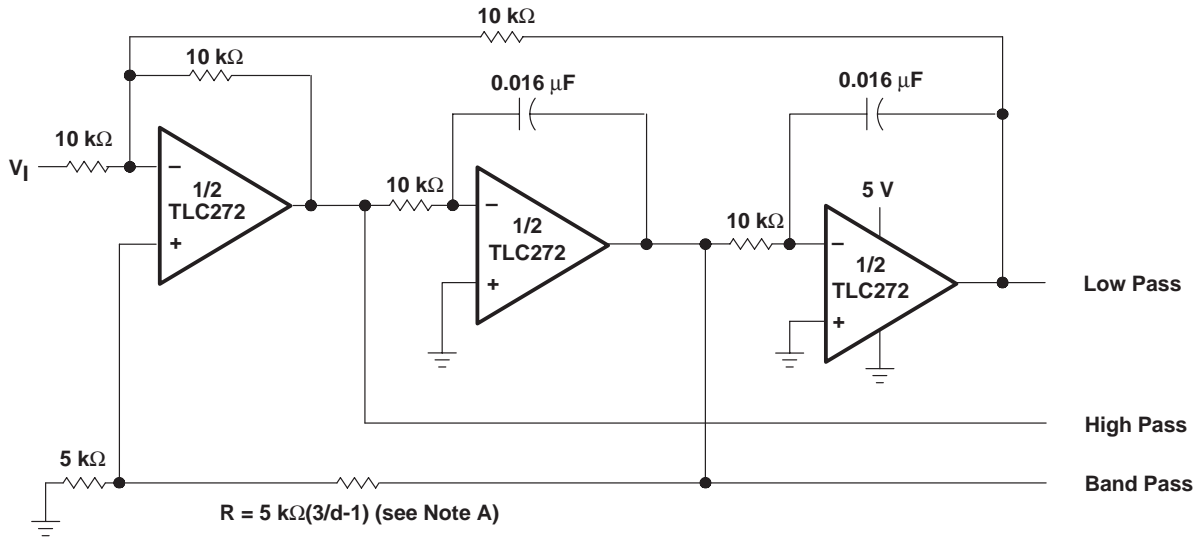 10 kΩ
10 kΩ
0.016 μF
0.016 μF
10 kΩ
VI
−
1/2
TLC272
+
10 kΩ
−
1/2
TLC272
+
5 V
10 kΩ
−
1/2
TLC272
+
Low Pass
High Pass
5 kΩ
Band Pass
R = 5 kΩ(3/d-1) (see Note A)